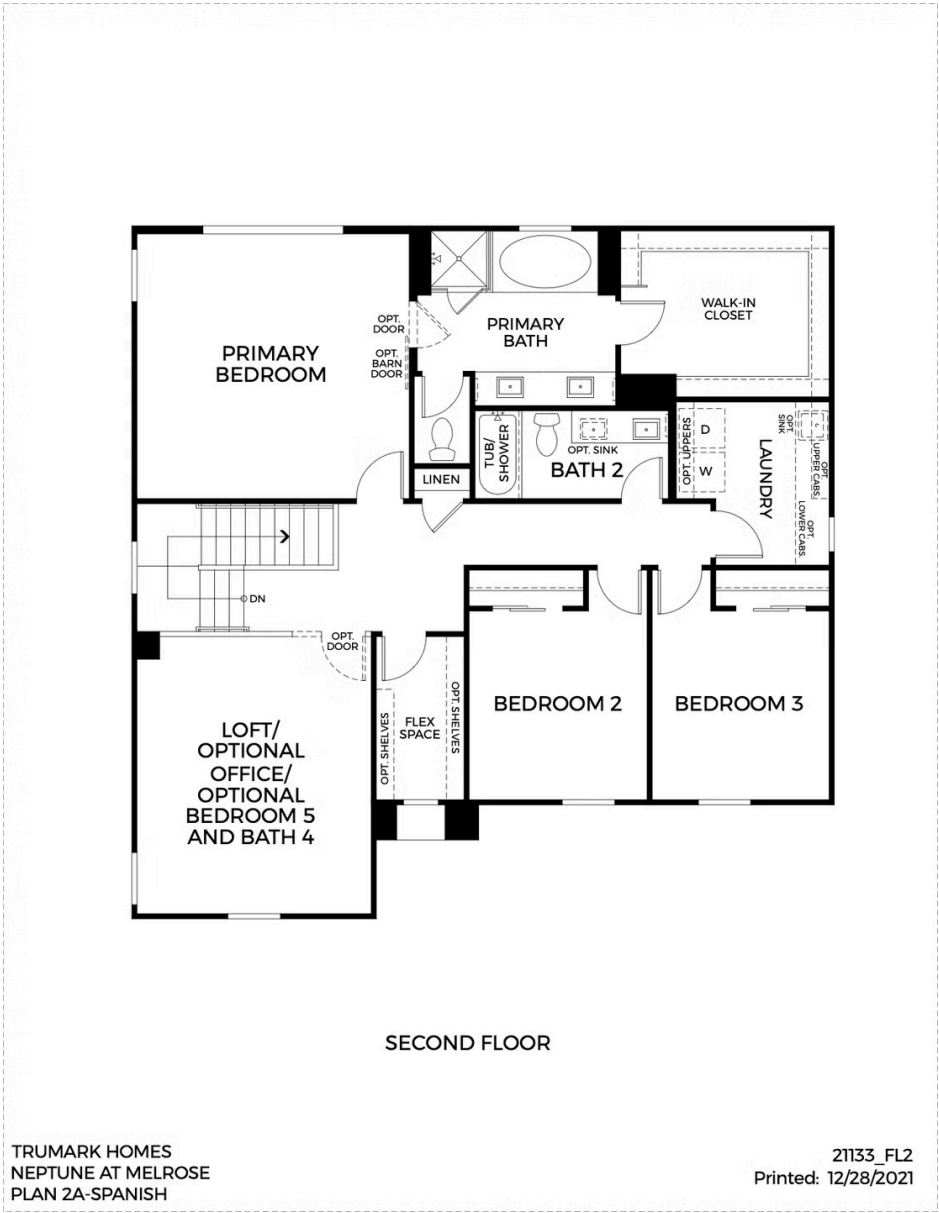 WALK-IN
CLOSET
OPT.
DOOR
PRIMARY
BATH
PRIMARY
BEDROOM
OPT.
BARN
DOOR
TUB/
SHOWER
OPT. SINK
BATH 2
LINEN
OPT. UPPERS
D
W
LAUNDRY
OPT.
SINK
OPT.
UPPER CABS.
OPT.
LOWER CABS.
DN
OPT.
DOOR
LOFT/
OPTIONAL
OFFICE/
OPTIONAL
BEDROOM 5
AND BATH 4
OPT. SHELVES
FLEX
SPACE
OPT. SHELVES
BEDROOM 2
BEDROOM 3
SECOND FLOOR
TRUMARK HOMES
NEPTUNE AT MELROSE
PLAN 2A-SPANISH
21133_FL2
Printed: 12/28/2021